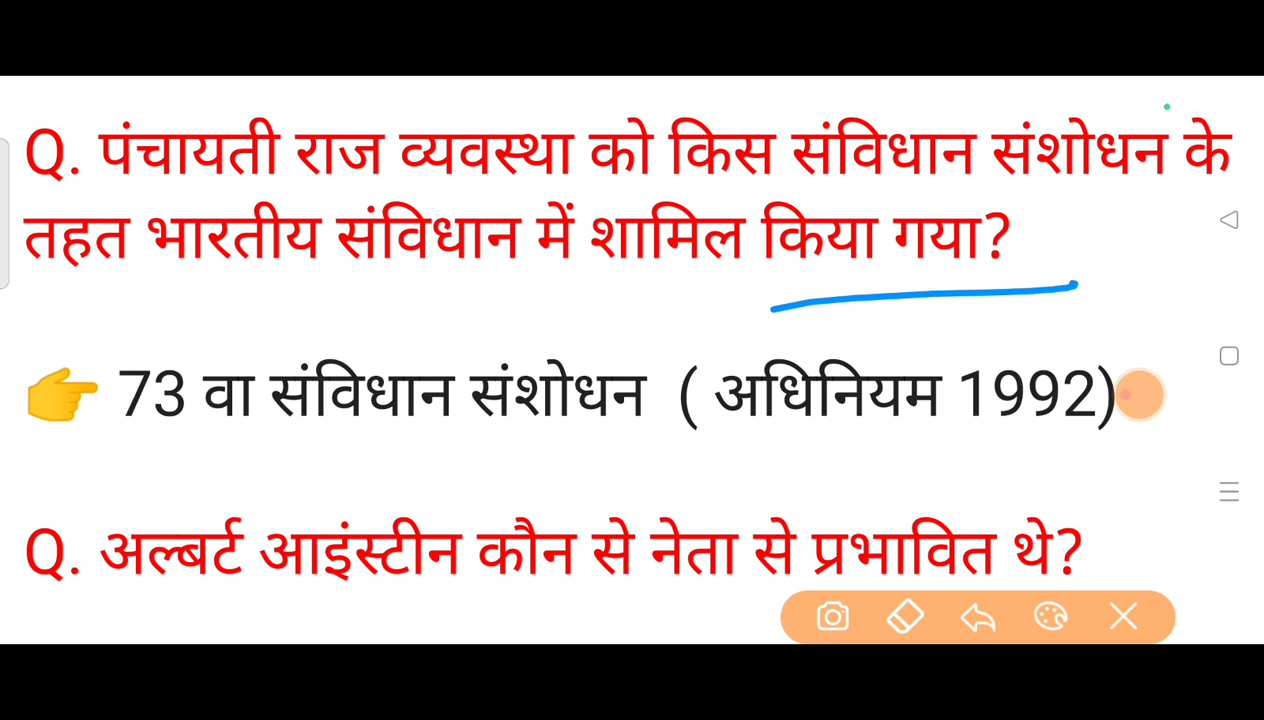 Q. पंचायती राज व्यवस्था को किस संविधान संशोधन के
तहत भारतीय संविधान में शामिल किया गया?
👉 73 वा संविधान संशोधन ( अधिनियम 1992)
Q. अल्बर्ट आइंस्टीन कौन से नेता से प्रभावित थे?